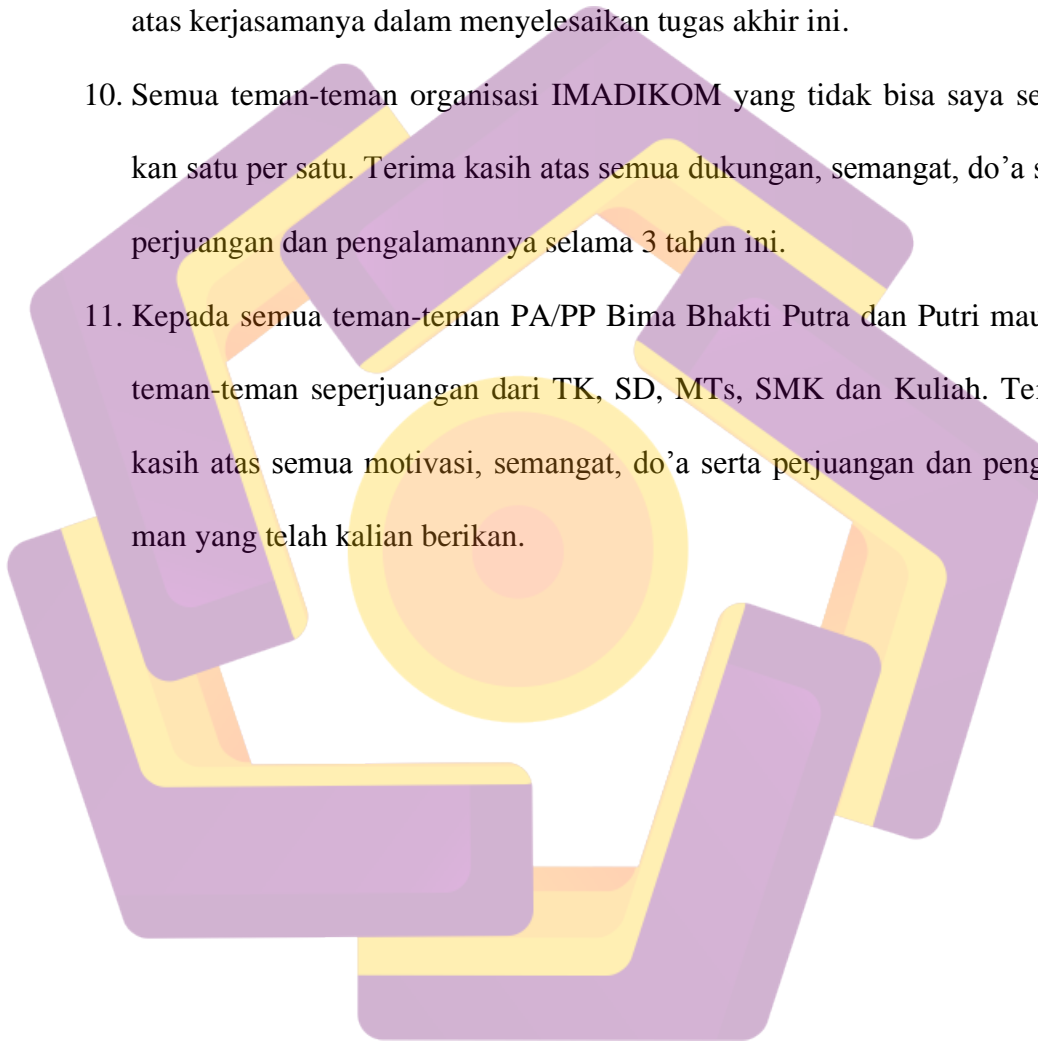 atas kerjasamanya dalam menyelesaikan tugas akhir ini.
10. Semua teman-teman organisasi IMADIKOM yang tidak bisa saya se
kan satu per satu. Terima kasih atas semua dukungan, semangat, do’a s
perjuangan dan pengalamannya selama 3 tahun ini.
11. Kepada semua teman-teman PA/PP Bima Bhakti Putra dan Putri mau
teman-teman seperjuangan dari TK, SD, MTs, SMK dan Kuliah. Te
kasih atas semua motivasi, semangat, do’a serta perjuangan dan peng
man yang telah kalian berikan.